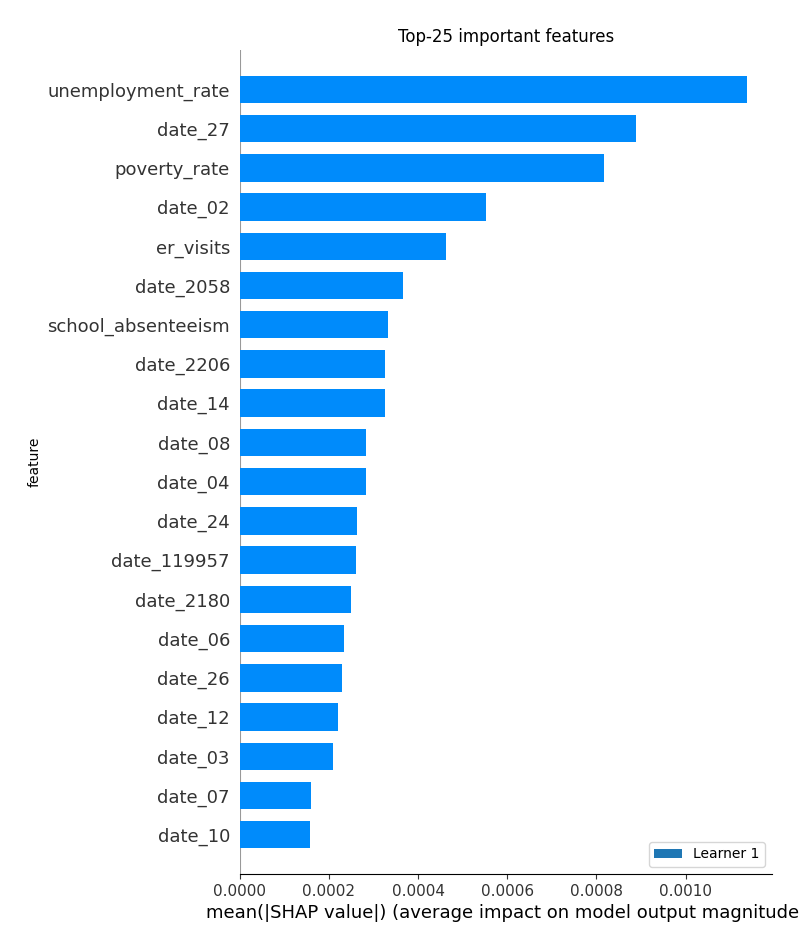 Top-25 important features
unemployment_rate
date_27
poverty_rate
date_02
er_visits
date_2058
school_absenteeism
date_2206
date_14
date_08
date_04
date_24
date_119957
date_2180
date_06
date_26
date_12
date_03
date_07
date_10
feature
Learner 1
0.0000 0.0002 0.0004 0.0006 0.0008 0.0010
mean(|SHAP value|) (average impact on model output magnitude